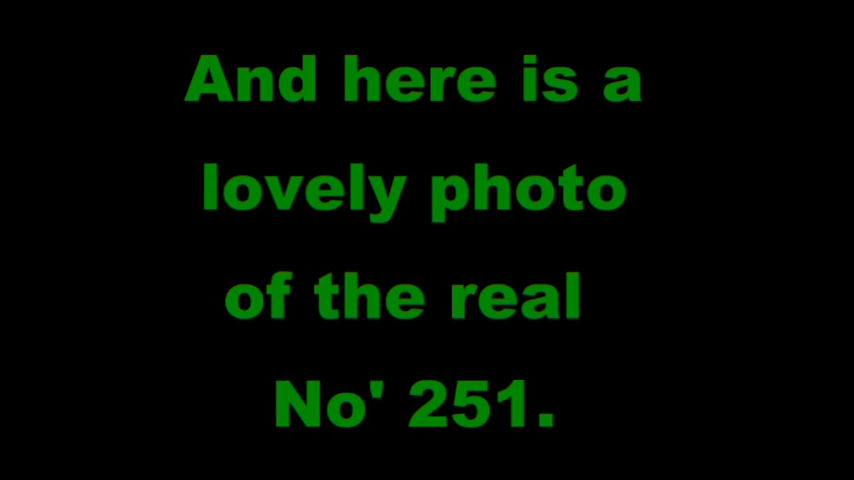 And here is a
lovely photo
of the real
No' 251.